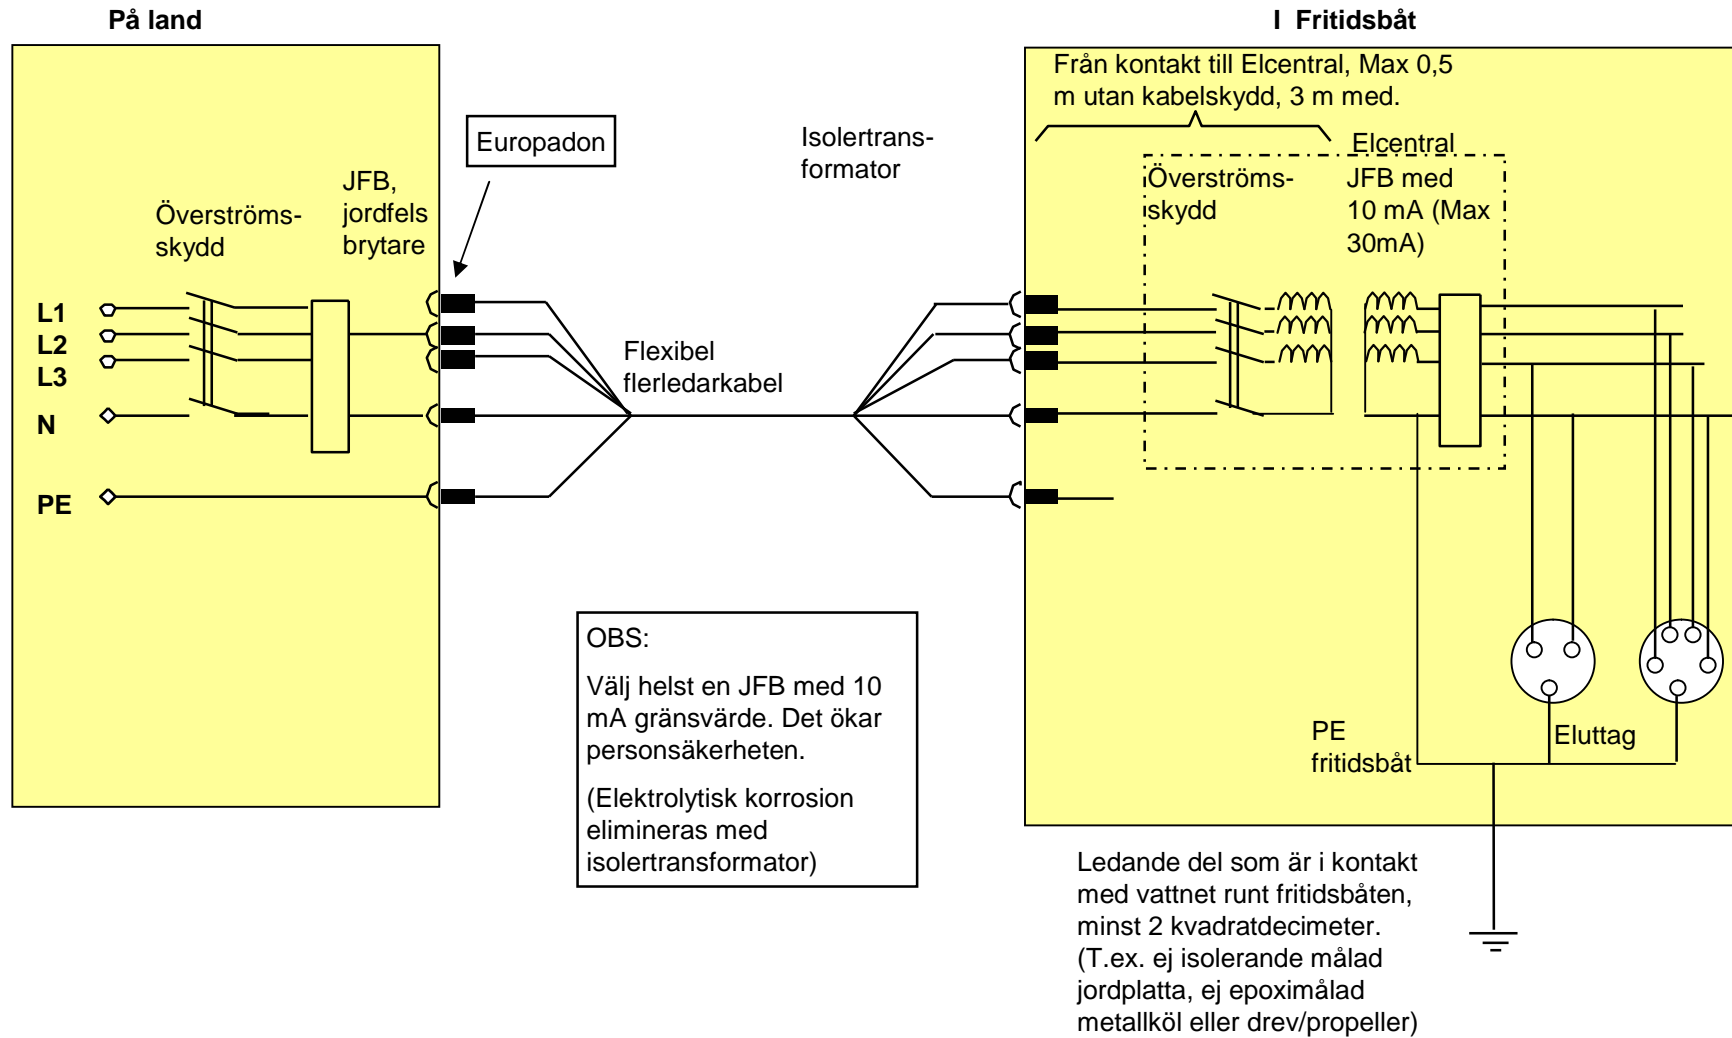 På land
I Fritidsbåt
Från kontakt till Elcentral, Max 0,5
m utan kabelskydd, 3 m med.
Europadon
Isolertrans-
formator
Elcentral
JFB,
jordfels
brytare
Överströms-
skydd
Överströms-
skydd
JFB med
10 mA (Max
30mA)
L1
L2
L3
N
PE
Flexibel
flerledarkabel
OBS:
Välj helst en JFB med 10
mA gränsvärde. Det ökar
personsäkerheten.
(Elektrolytisk korrosion
elimineras med
isolertransformator)
PE
fritidsbåt
Eluttag
Ledande del som är i kontakt
med vattnet runt fritidsbåten,
minst 2 kvadratdecimeter.
(T.ex. ej isolerande målad
jordplatta, ej epoximålad
metallköl eller drev/propeller)